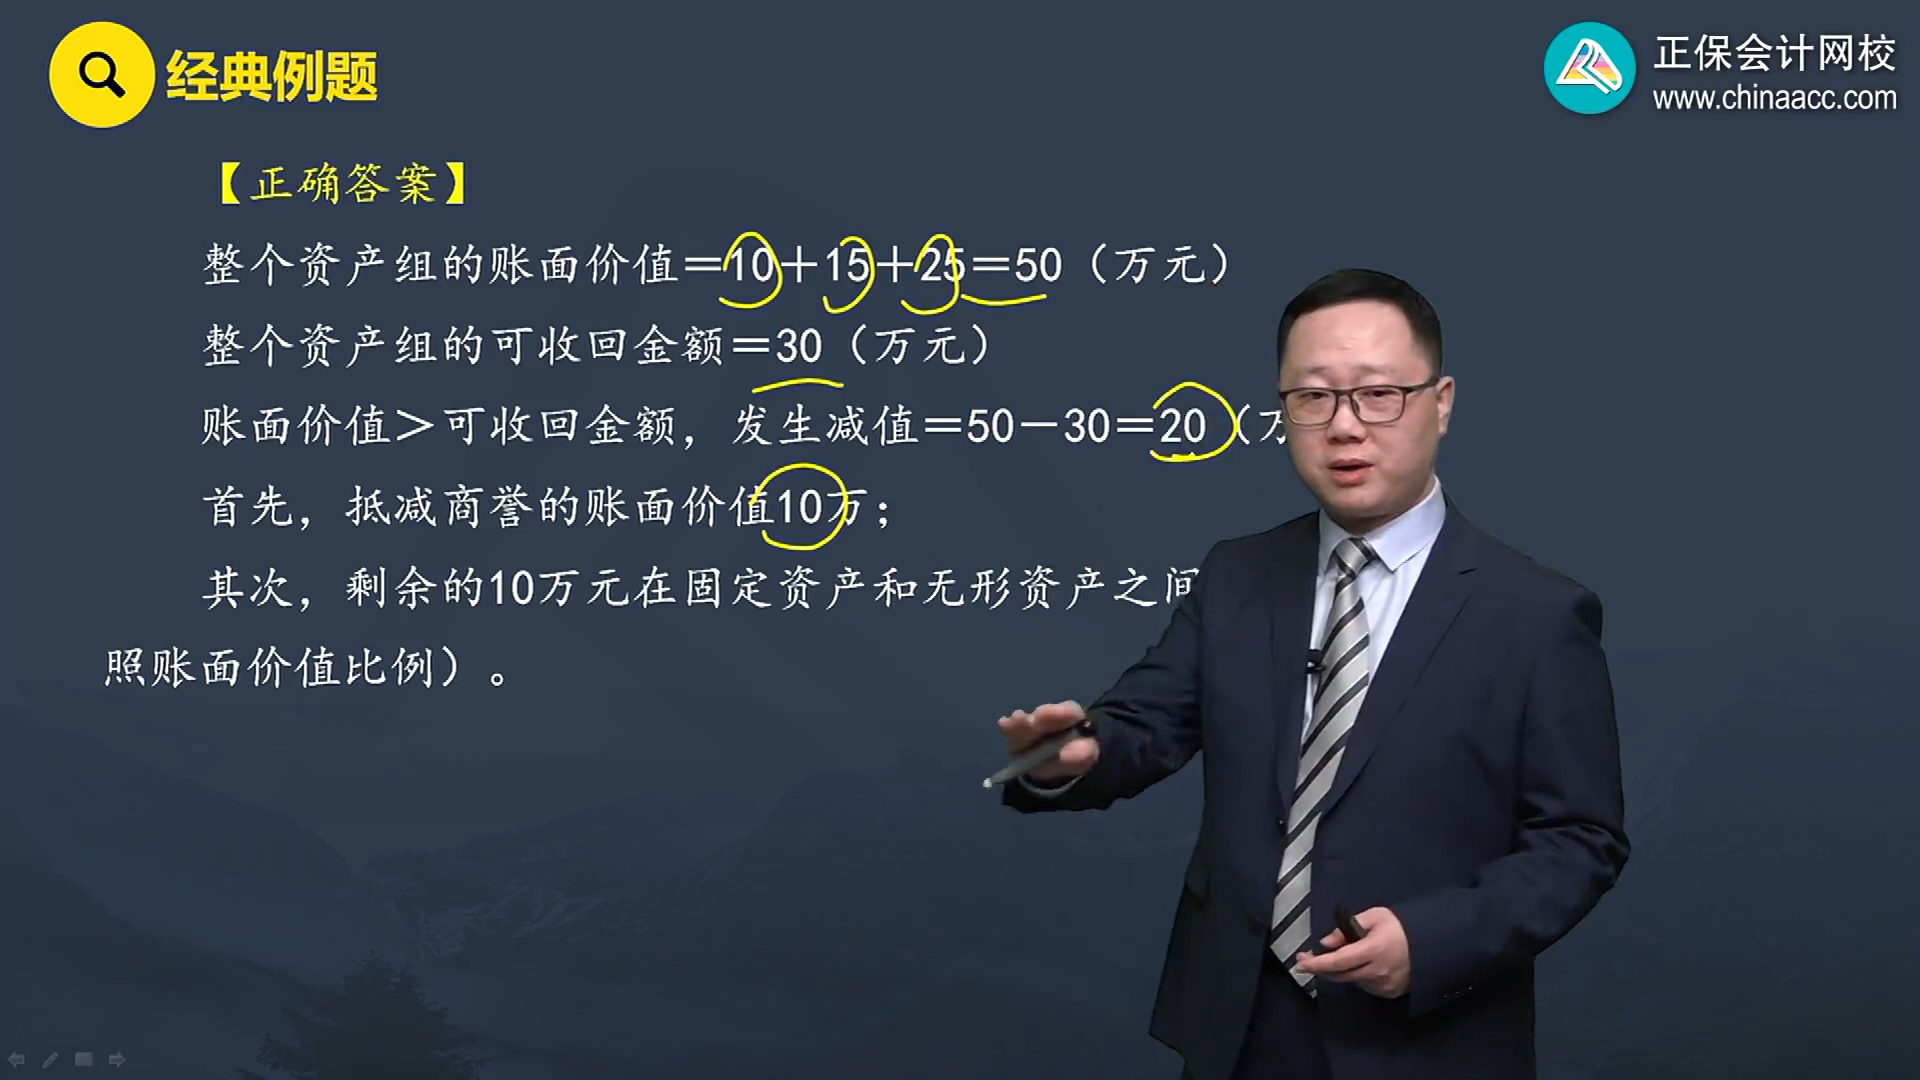 经典例题
正保会计网校
www.chinaacc.com
【正确答案】
整个资产组的账面价值＝10＋15＋25＝50（万元）
整个资产组的可收回金额＝30（万元）
账面价值＞可收回金额，发生减值＝50－30＝20（万
首先，抵减商誉的账面价值10万；
其次，剩余的10万元在固定资产和无形资产之间
照账面价值比例）。